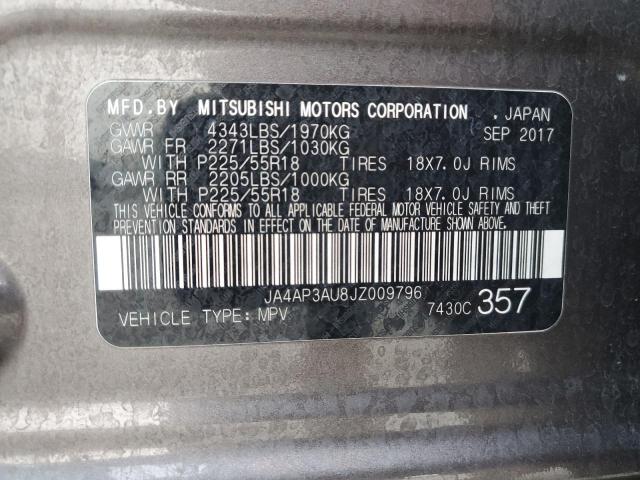 MFD.BY MITSUBISHI MOTORS CORPORATION . JAPAN
GVWR 4343LBS/1970KG SEP 2017
GAWR FR 2271LBS/1030KG
WITH P225/55R18 TIRES 18X7.0J RIMS
GAWR RR 2205LBS/1000KG
WITH P225/55R18 TIRES 18X7.0J RIMS
THIS VEHICLE CONFORMS TO ALL APPLICABLE FEDERAL MOTOR VEHICLE SAFETY AND THEFT
PREVENTION STANDARDS IN EFFECT ON THE DATE OF MANUFACTURE SHOWN ABOVE.
JA4AP3AU8JZ009796
VEHICLE TYPE: MPV 7430C 357